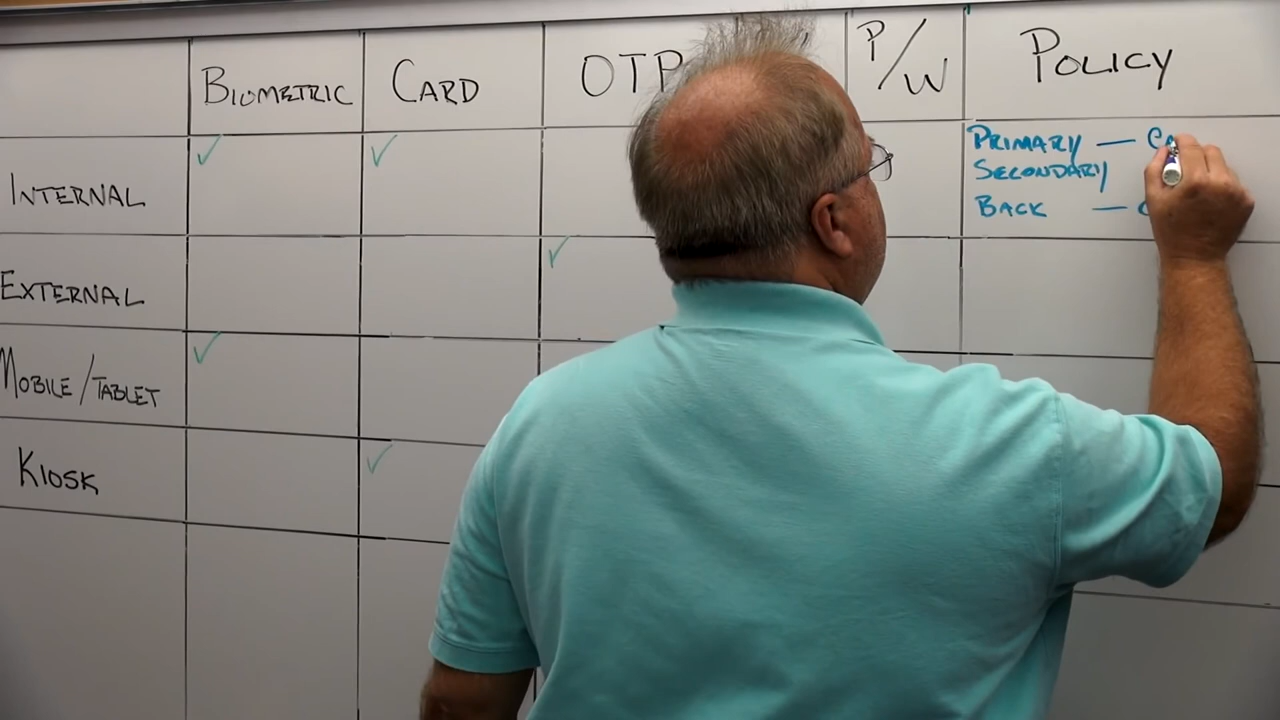 BIOMETRIC CARD OTP P/W POLICY
INTERNAL ✓ ✓ PRIMARY —
SECONDARY
BACK —
EXTERNAL ✓
MOBILE/TABLET ✓
KIOSK ✓